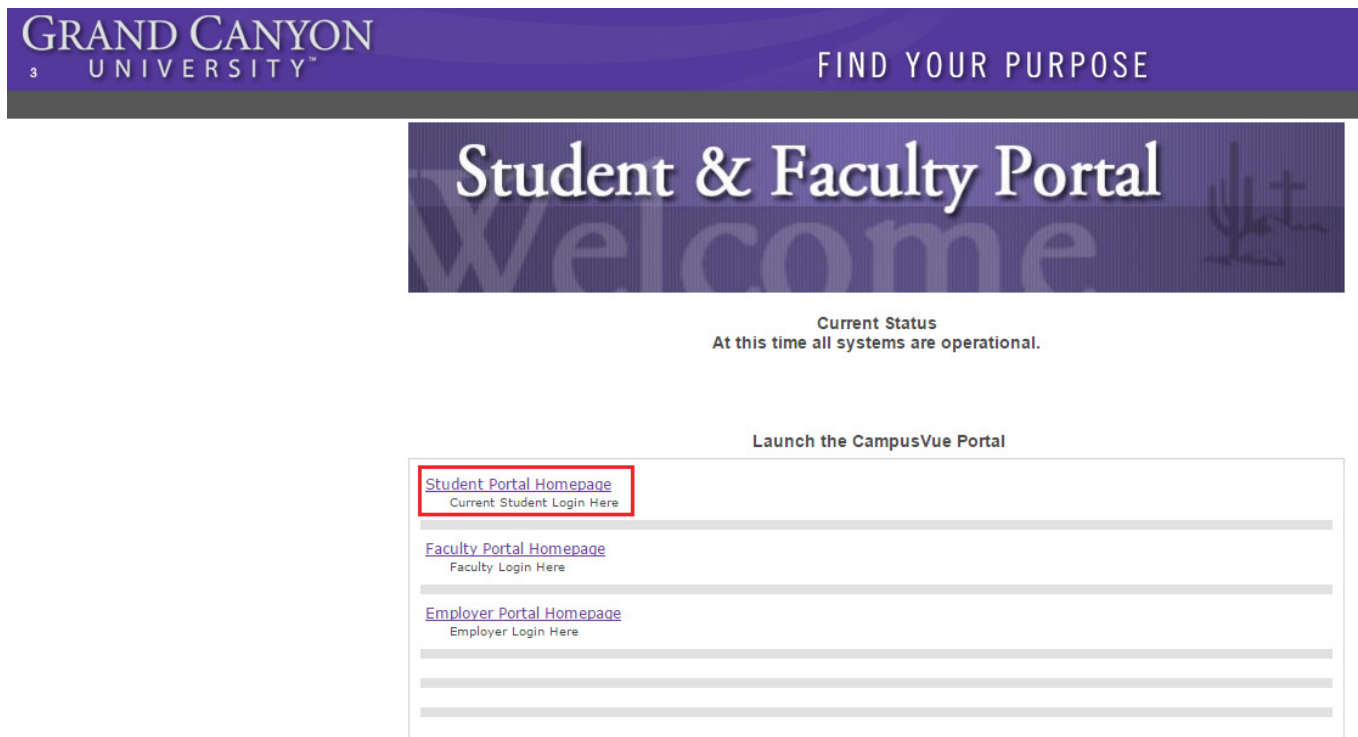 GRAND CANYON
3 UNIVERSITY™
FIND YOUR PURPOSE
Student & Faculty Portal
Welcome
Current Status
At this time all systems are operational.
Launch the CampusVue Portal
Student Portal Homepage
Current Student Login Here
Faculty Portal Homepage
Faculty Login Here
Employer Portal Homepage
Employer Login Here